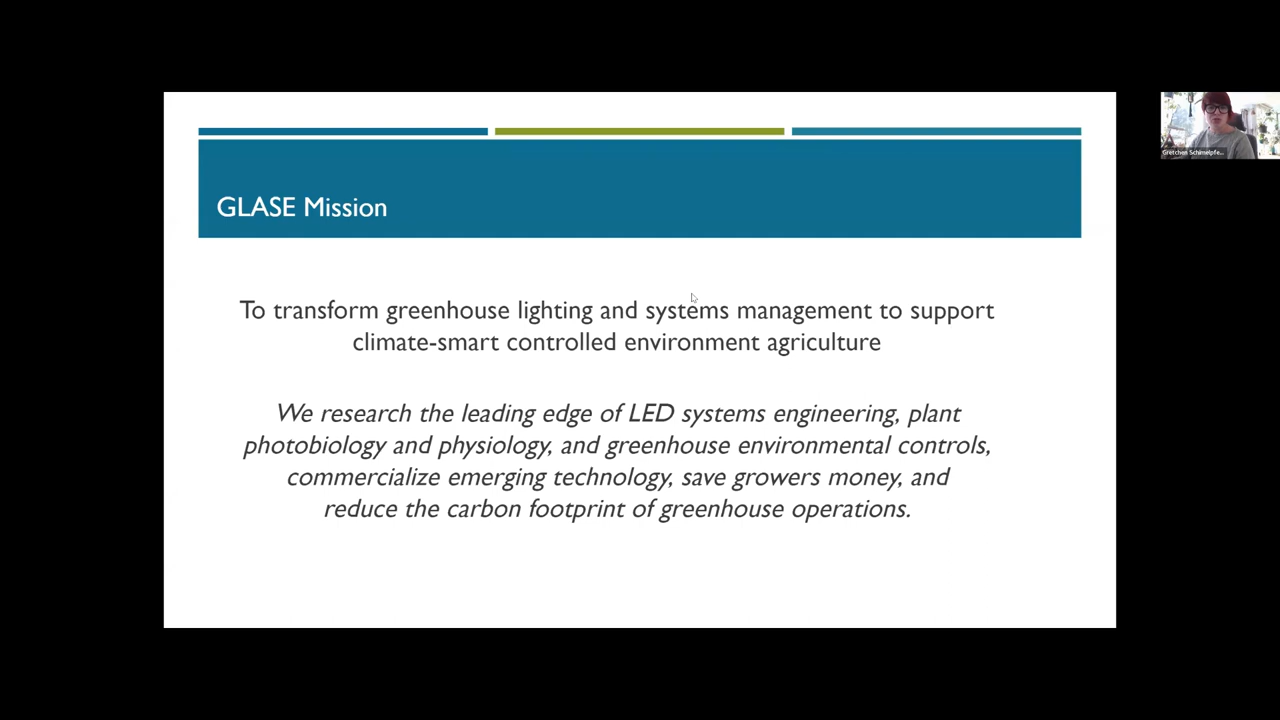 GLASE Mission
To transform greenhouse lighting and systems management to support
climate-smart controlled environment agriculture
We research the leading edge of LED systems engineering, plant
photobiology and physiology, and greenhouse environmental controls,
commercialize emerging technology, save growers money, and
reduce the carbon footprint of greenhouse operations.
Gretchen Schimelpfe...